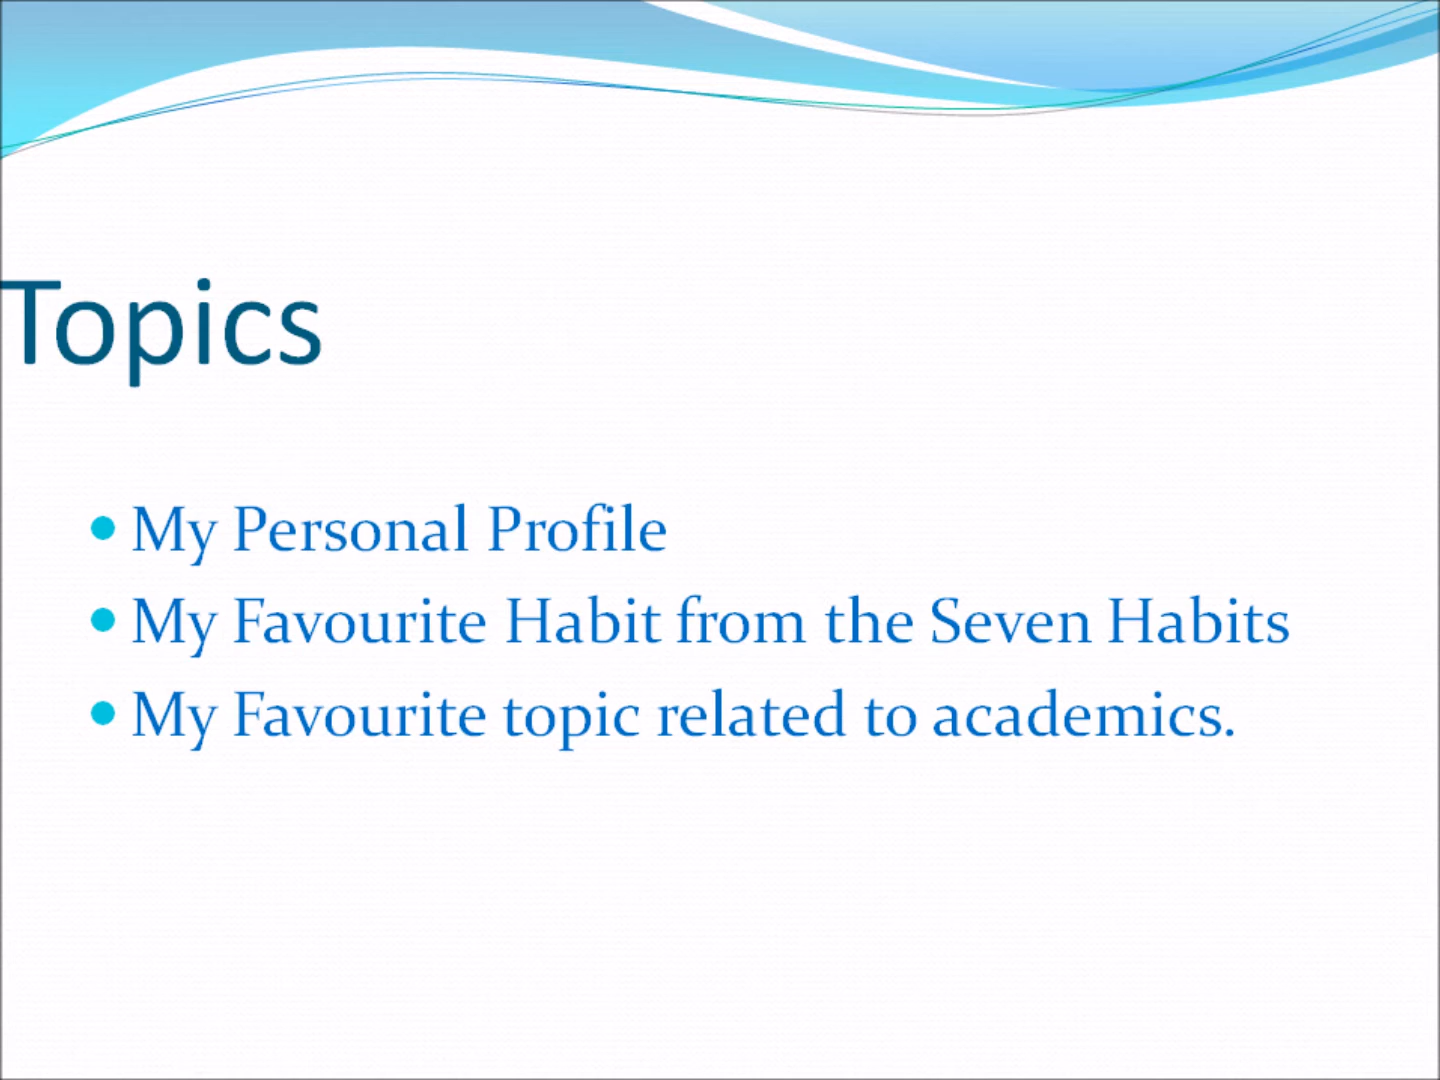 Topics
My Personal Profile
My Favourite Habit from the Seven Habits
My Favourite topic related to academics.